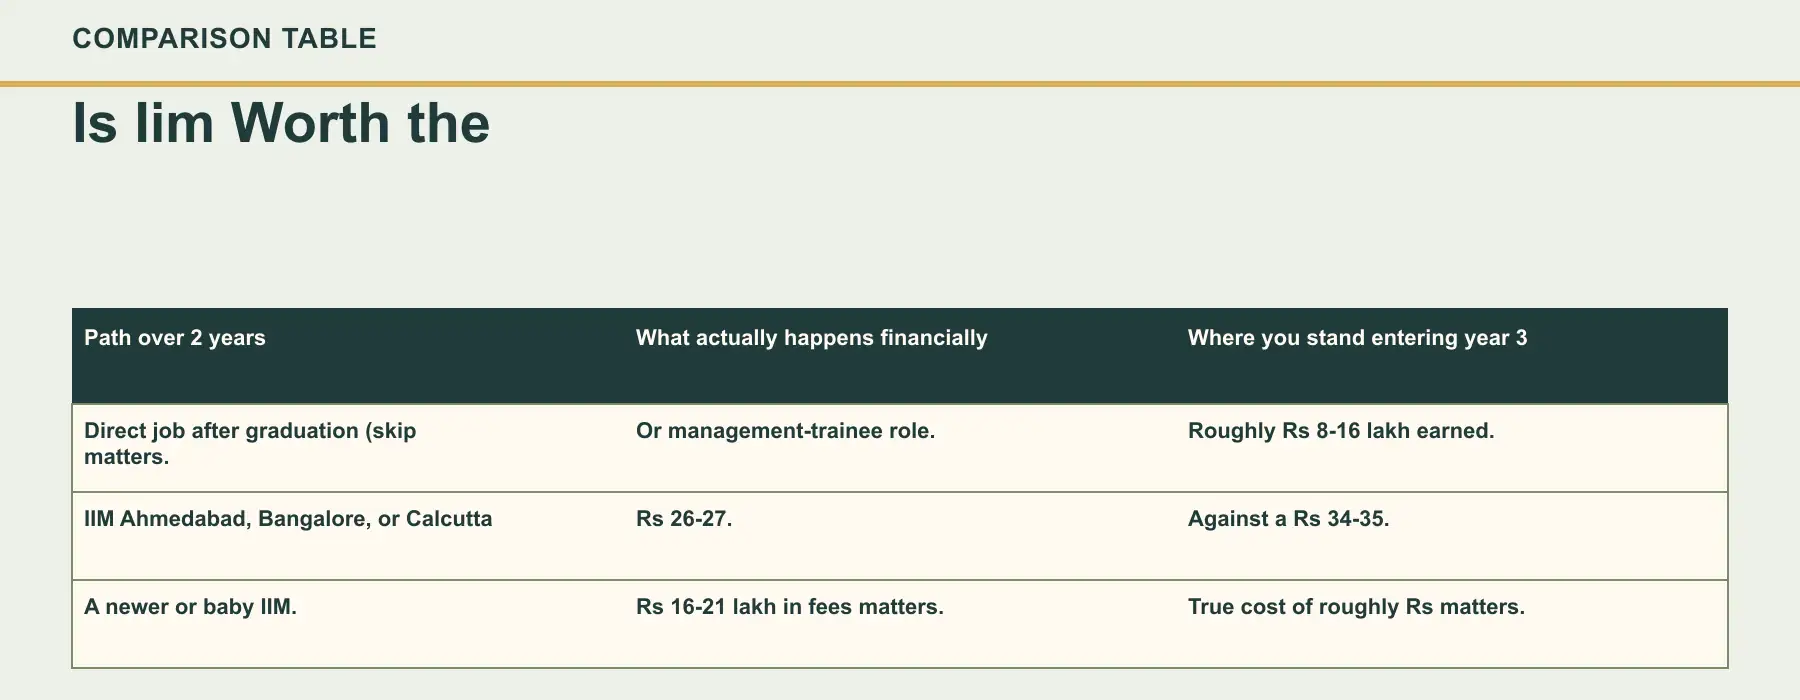 COMPARISON TABLE
Is Iim Worth the
Path over 2 years
What actually happens financially
Where you stand entering year 3
Direct job after graduation (skip
matters.
Or management-trainee role.
Roughly Rs 8-16 lakh earned.
IIM Ahmedabad, Bangalore, or Calcutta
Rs 26-27.
Against a Rs 34-35.
A newer or baby IIM.
Rs 16-21 lakh in fees matters.
True cost of roughly Rs matters.